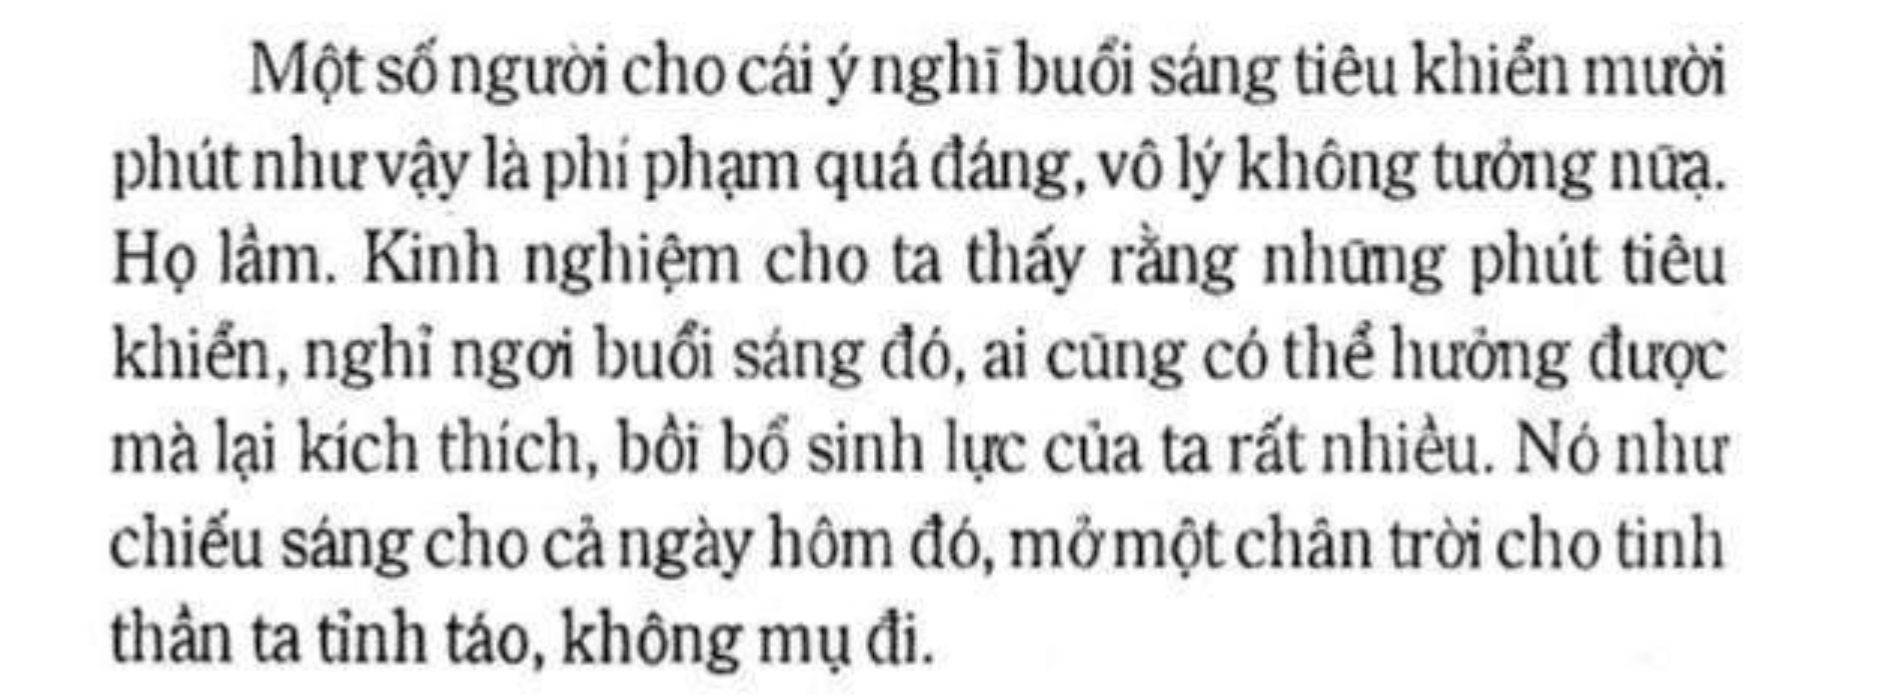 Một số người cho cái ý nghĩ buổi sáng tiêu khiển mười
phút như vậy là phí phạm quá đáng, vô lý không tưởng nữa.
Họ lầm. Kinh nghiệm cho ta thấy rằng những phút tiêu
khiển, nghỉ ngơi buổi sáng đó, ai cũng có thể hưởng được
mà lại kích thích, bồi bổ sinh lực của ta rất nhiều. Nó như
chiếu sáng cho cả ngày hôm đó, mở một chân trời cho tinh
thần ta tỉnh táo, không mụ đi.